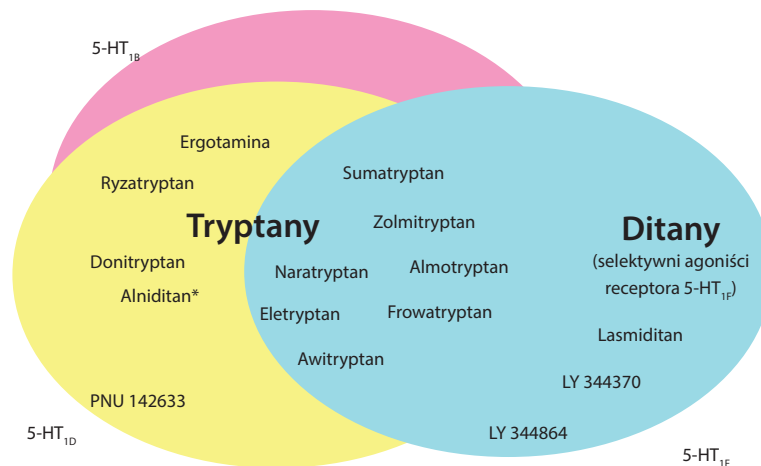 5-HT1B
Ergotamina
Ryzatryptan
Sumatryptan
Tryptany
Zolmitryptan
Ditany
(selektywni agoniści
receptora 5-HT1F)
Donitryptan
Alniditan*
Naratryptan
Almotryptan
Eletryptan
Frowatryptan
Awitryptan
Lasmiditan
LY 344370
PNU 142633
LY 344864
5-HT1D
5-HT1F